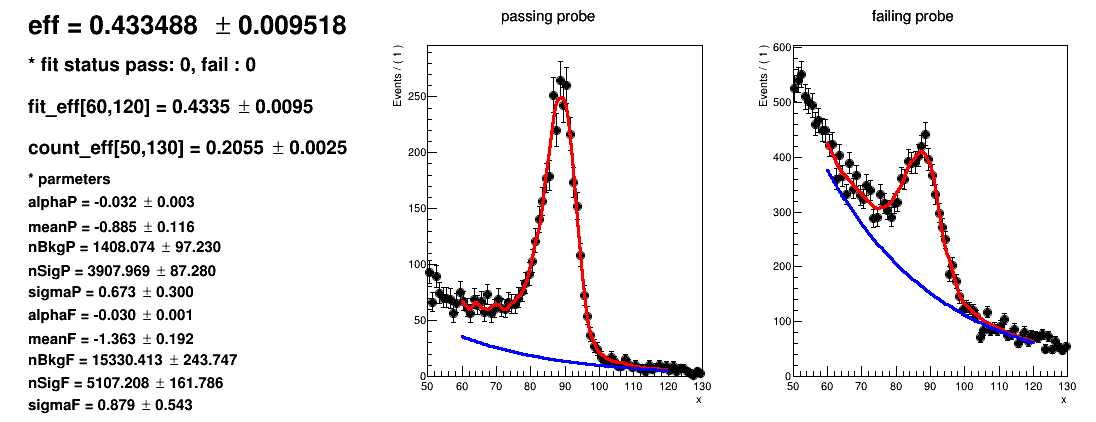 eff = 0.433488 ± 0.009518
* fit status pass: 0, fail : 0
fit_eff[60,120] = 0.4335 ± 0.0095
count_eff[50,130] = 0.2055 ± 0.0025
* parmeters
alphaP = -0.032 ± 0.003
meanP = -0.885 ± 0.116
nBkgP = 1408.074 ± 97.230
nSigP = 3907.969 ± 87.280
sigmaP = 0.673 ± 0.300
alphaF = -0.030 ± 0.001
meanF = -1.363 ± 0.192
nBkgF = 15330.413 ± 243.747
nSigF = 5107.208 ± 161.786
sigmaF = 0.879 ± 0.543
passing probe
Events / ( 1 )
250
200
150
100
50
0
50 60 70 80 90 100 110 120 130
x
failing probe
Events / ( 1 )
600
500
400
300
200
100
0
50 60 70 80 90 100 110 120 130
x